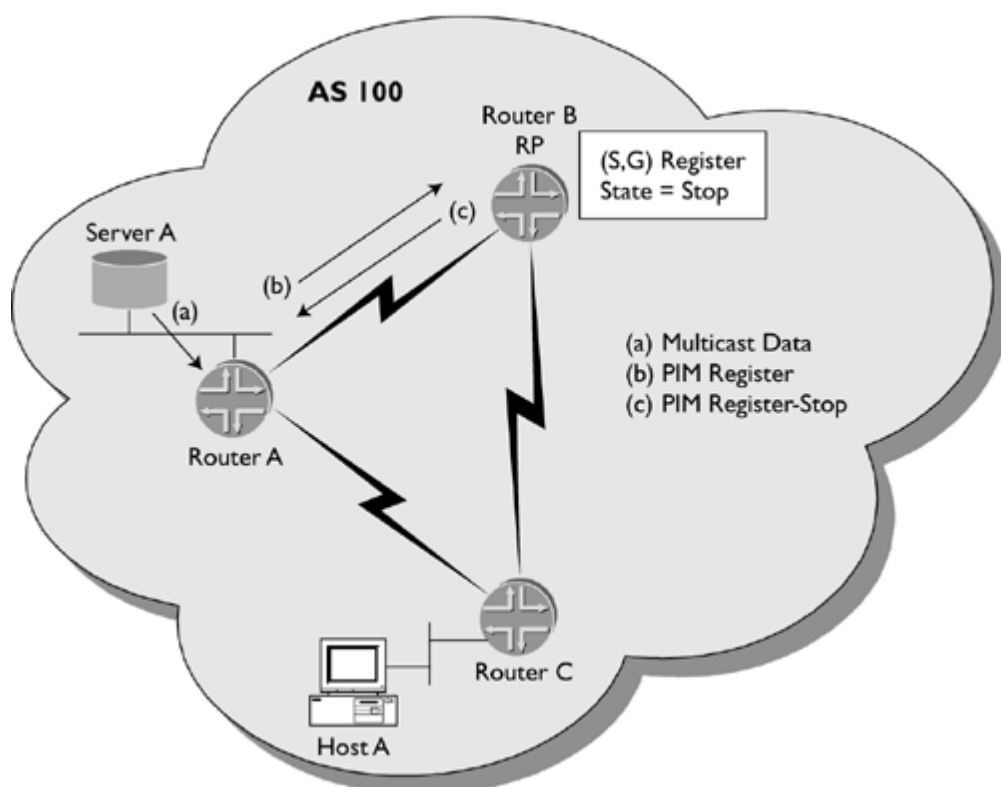 AS 100
Router B
RP
(S,G) Register
State = Stop
(c)
Server A
(b)
(a)
(a) Multicast Data
(b) PIM Register
(c) PIM Register-Stop
Router A
Router C
Host A